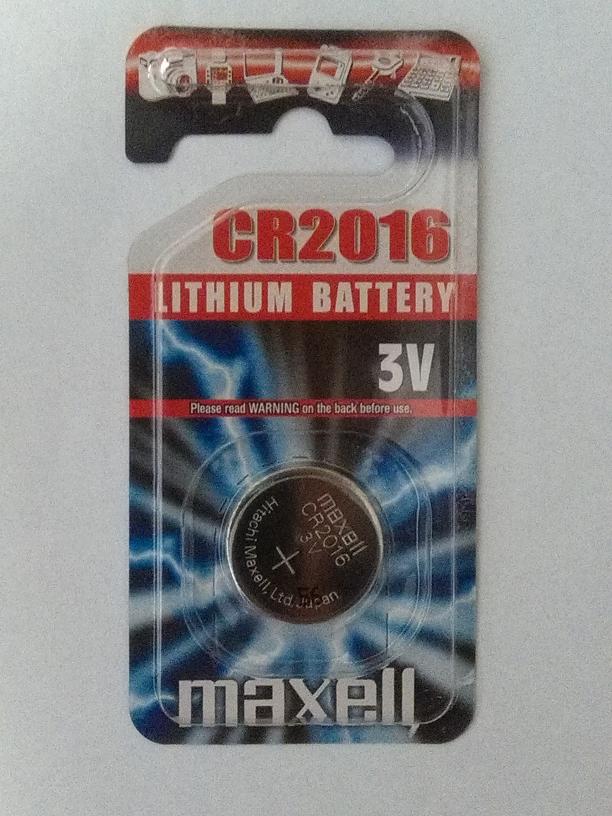 CR2016
LITHIUM BATTERY
3V
Please read WARNING on the back before use.
maxell
CR2016
3V
+
Hitachi Maxell, Ltd. Japan
maxell